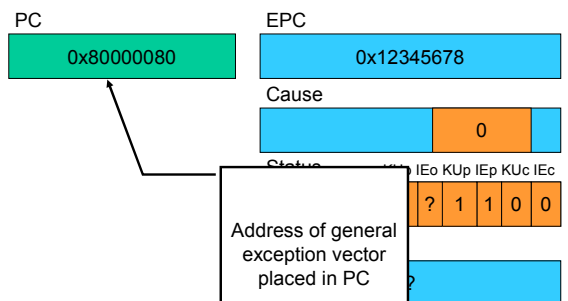 PC
EPC
0x80000080
0x12345678
Cause
0
Status
IEo KUp IEp KUc IEc
? 1 1 0 0
Address of general
exception vector
placed in PC
?